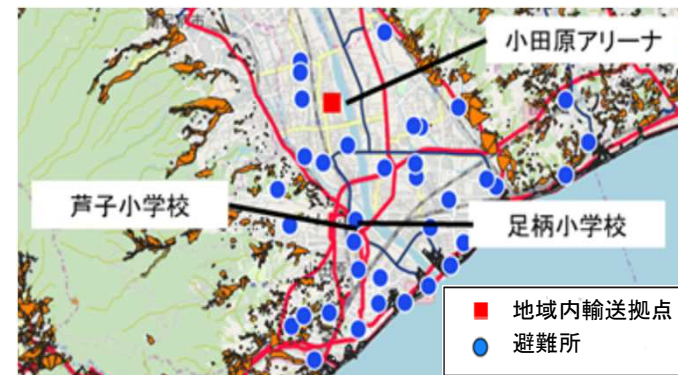 小田原アリーナ
芦子小学校
足柄小学校
地域内輸送拠点
避難所